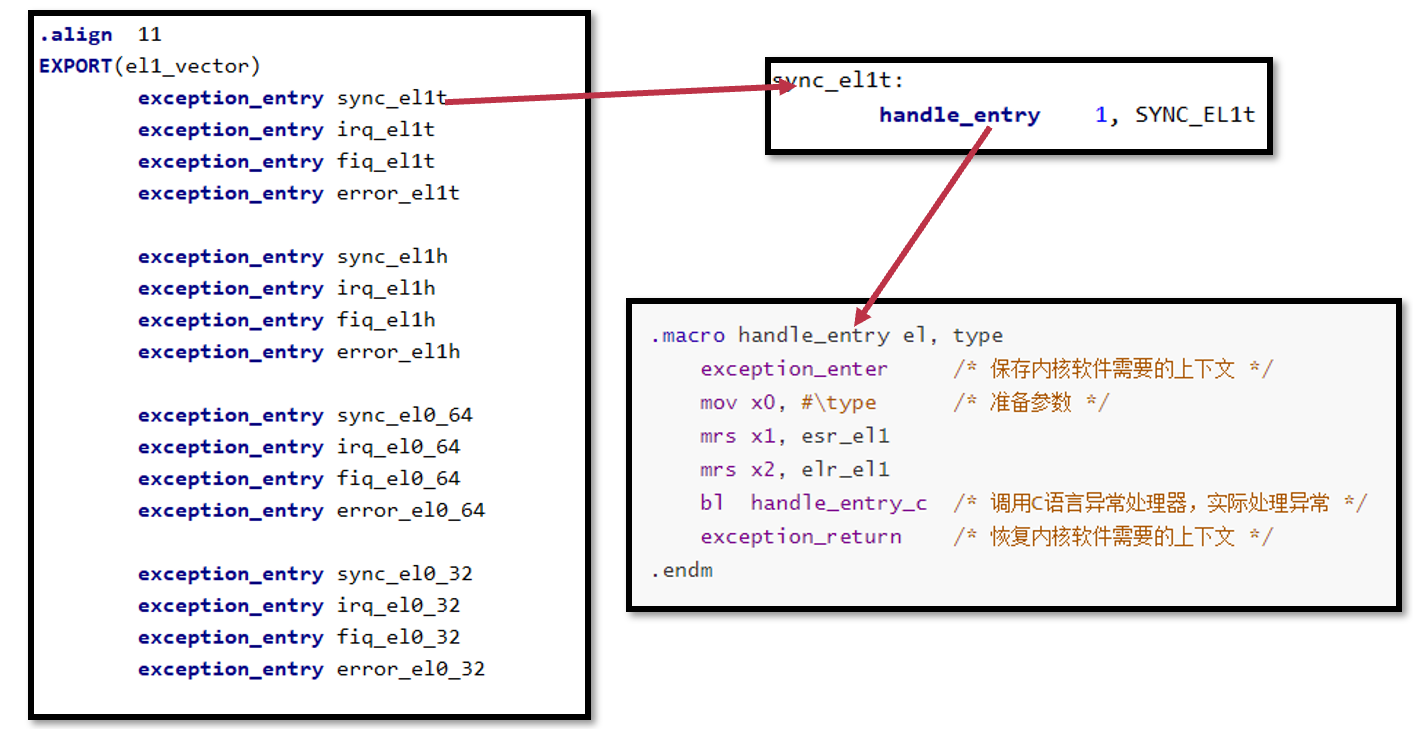 .align  11
EXPORT(el1_vector)
exception_entry sync_el1t
exception_entry irq_el1t
exception_entry fiq_el1t
exception_entry error_el1t
exception_entry sync_el1h
exception_entry irq_el1h
exception_entry fiq_el1h
exception_entry error_el1h
exception_entry sync_el0_64
exception_entry irq_el0_64
exception_entry fiq_el0_64
exception_entry error_el0_64
exception_entry sync_el0_32
exception_entry irq_el0_32
exception_entry fiq_el0_32
exception_entry error_el0_32
sync_el1t:
handle_entry    1, SYNC_EL1t
.macro handle_entry el, type
exception_enter     /* 保存内核软件需要的上下文 */
mov x0, #\type      /* 准备参数 */
mrs x1, esr_el1
mrs x2, elr_el1
bl  handle_entry_c  /* 调用C语言异常处理器，实际处理异常 */
exception_return    /* 恢复内核软件需要的上下文 */
.endm